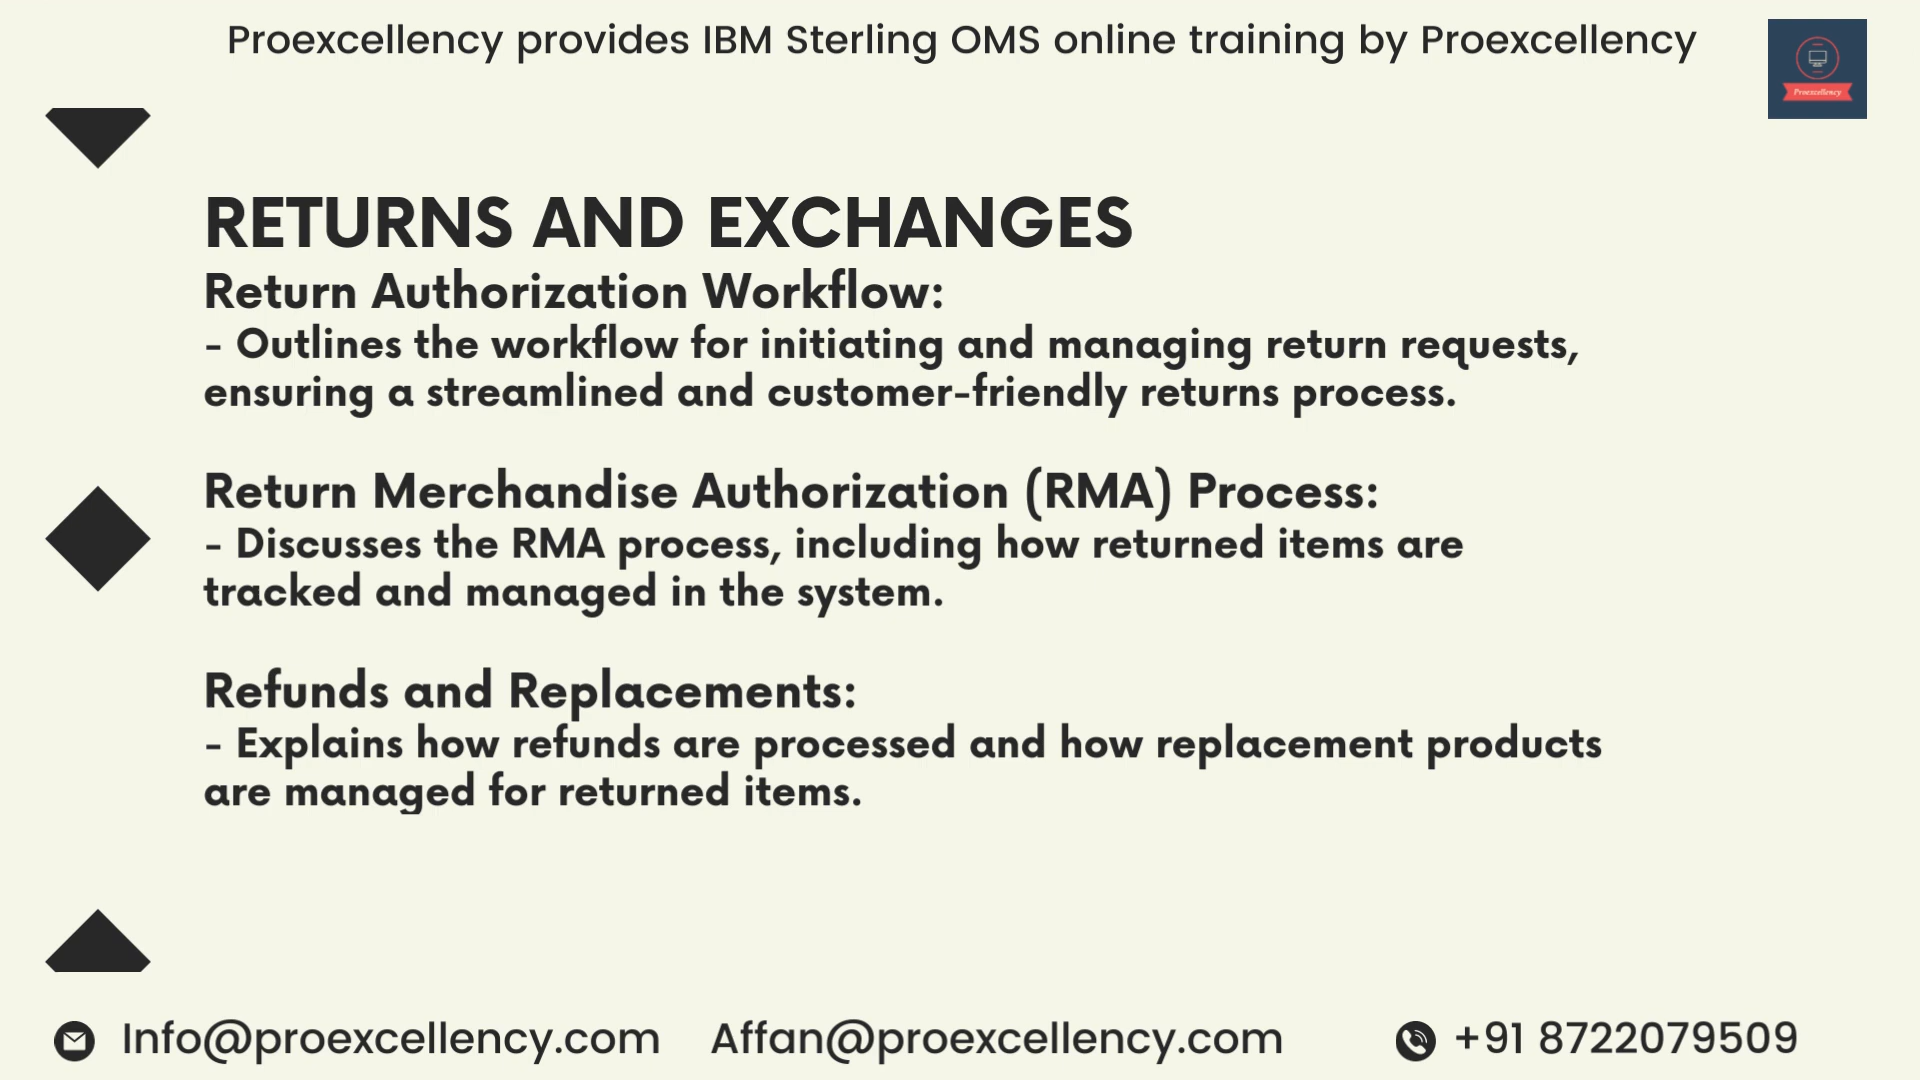 Proexcellency provides IBM Sterling OMS online training by Proexcellency
Proexcellency
RETURNS AND EXCHANGES
Return Authorization Workflow:
- Outlines the workflow for initiating and managing return requests,
ensuring a streamlined and customer-friendly returns process.
Return Merchandise Authorization (RMA) Process:
- Discusses the RMA process, including how returned items are
tracked and managed in the system.
Refunds and Replacements:
- Explains how refunds are processed and how replacement products
are managed for returned items.
Info@proexcellency.com Affan@proexcellency.com +91 8722079509